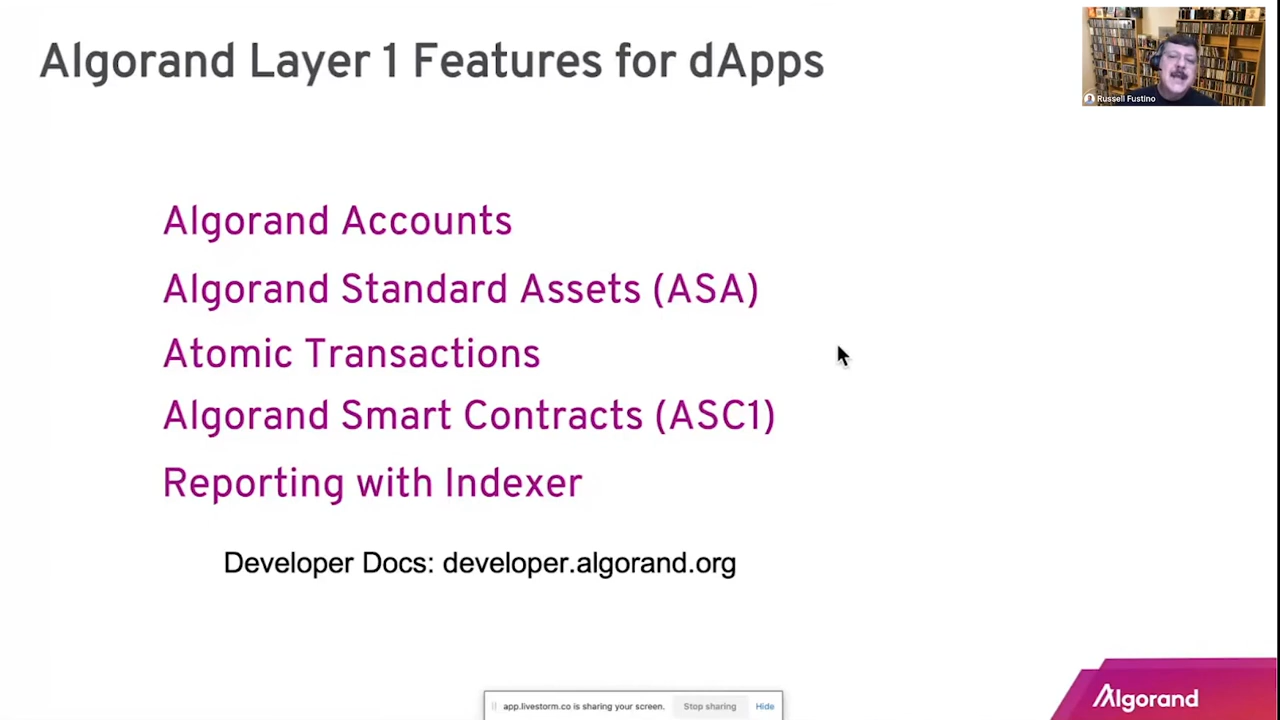 Algorand Layer 1 Features for dApps
Russell Fustino
Algorand Accounts
Algorand Standard Assets (ASA)
Atomic Transactions
Algorand Smart Contracts (ASC1)
Reporting with Indexer
Developer Docs: developer.algorand.org
Algorand
app.livestorm.co is sharing your screen.
Stop sharing
Hide